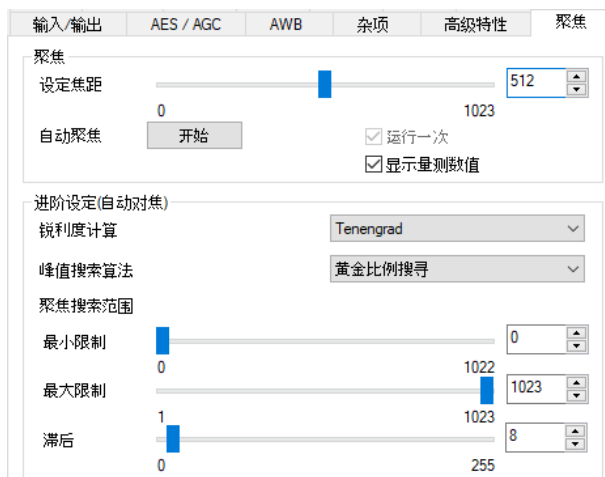 输入/输出 AES / AGC AWB 杂项 高级特性 聚焦
聚焦
设定焦距 512
0 1023
自动聚焦 开始 运行一次
显示量测数值
进阶设定(自动对焦)
锐利度计算 Tenengrad
峰值搜索算法 黄金比例搜寻
聚焦搜索范围
最小限制 0
0 1022
最大限制 1023
1 1023
滞后 8
0 255